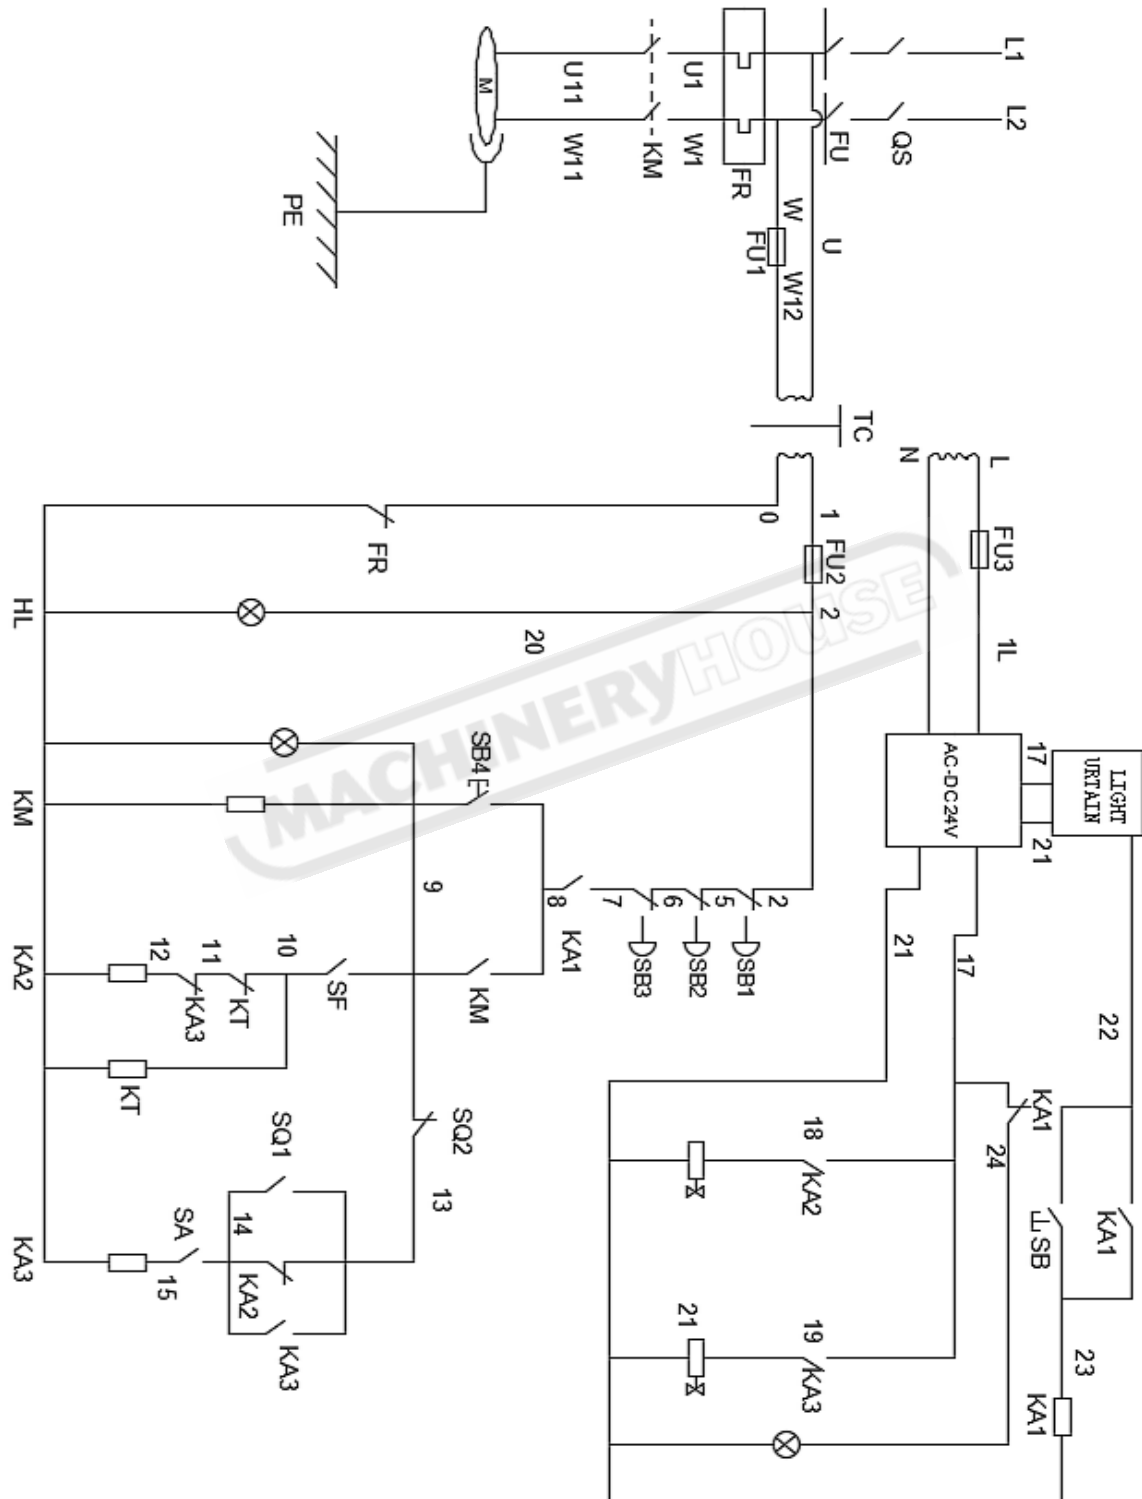 L1
L2
QS
FU
FR
U1
W1
KM
U11
W11
M
PE
W
FU1
W12
U
TC
N
L
FU3
1L
0
1
FU2
2
FR
HL
20
MACHINERYHOUSE
AC-DC24V
17
21
LIGHT
URTAIN
22
SB4
KM
9
8
7
6
5
2
KA1
SB3
SB2
SB1
21
17
KA2
12
11
10
KA3
KT
SF
KM
KT
SQ1
SQ2
13
14
SA
15
KA2
KA3
KA3
18
KA2
24
KA1
SB
KA1
21
19
KA3
23
KA1